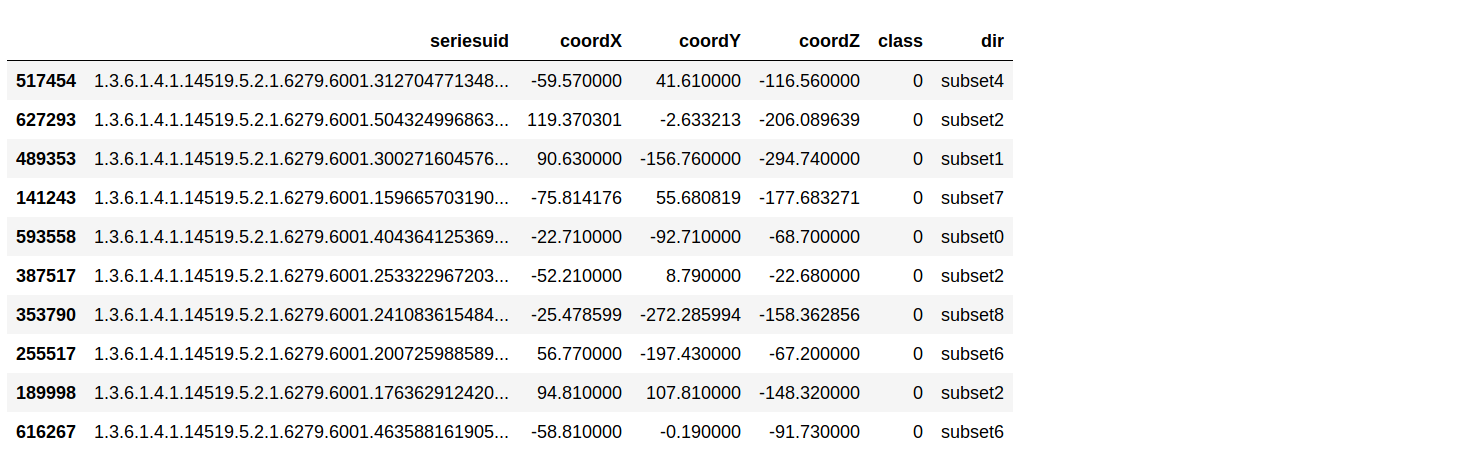 seriesuid coordX coordY coordZ class dir
517454 1.3.6.1.4.1.14519.5.2.1.6279.6001.312704771348... -59.570000 41.610000 -116.560000 0 subset4
627293 1.3.6.1.4.1.14519.5.2.1.6279.6001.504324996863... 119.370301 -2.633213 -206.089639 0 subset2
489353 1.3.6.1.4.1.14519.5.2.1.6279.6001.300271604576... 90.630000 -156.760000 -294.740000 0 subset1
141243 1.3.6.1.4.1.14519.5.2.1.6279.6001.159665703190... -75.814176 55.680819 -177.683271 0 subset7
593558 1.3.6.1.4.1.14519.5.2.1.6279.6001.404364125369... -22.710000 -92.710000 -68.700000 0 subset0
387517 1.3.6.1.4.1.14519.5.2.1.6279.6001.253322967203... -52.210000 8.790000 -22.680000 0 subset2
353790 1.3.6.1.4.1.14519.5.2.1.6279.6001.241083615484... -25.478599 -272.285994 -158.362856 0 subset8
255517 1.3.6.1.4.1.14519.5.2.1.6279.6001.200725988589... 56.770000 -197.430000 -67.200000 0 subset6
189998 1.3.6.1.4.1.14519.5.2.1.6279.6001.176362912420... 94.810000 107.810000 -148.320000 0 subset2
616267 1.3.6.1.4.1.14519.5.2.1.6279.6001.463588161905... -58.810000 -0.190000 -91.730000 0 subset6